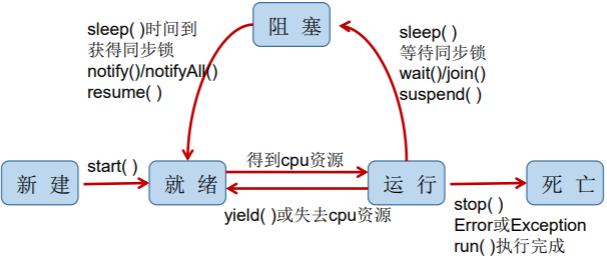 阻 塞
sleep( )时间到
获得同步锁
notify()/notifyAll()
resume( )
sleep()
等待同步锁
wait()/join()
suspend( )
新 建
start( )
就 绪
得到cpu资源
yield( )或失去cpu资源
运 行
死 亡
stop( )
Error或Exception
run( )执行完成